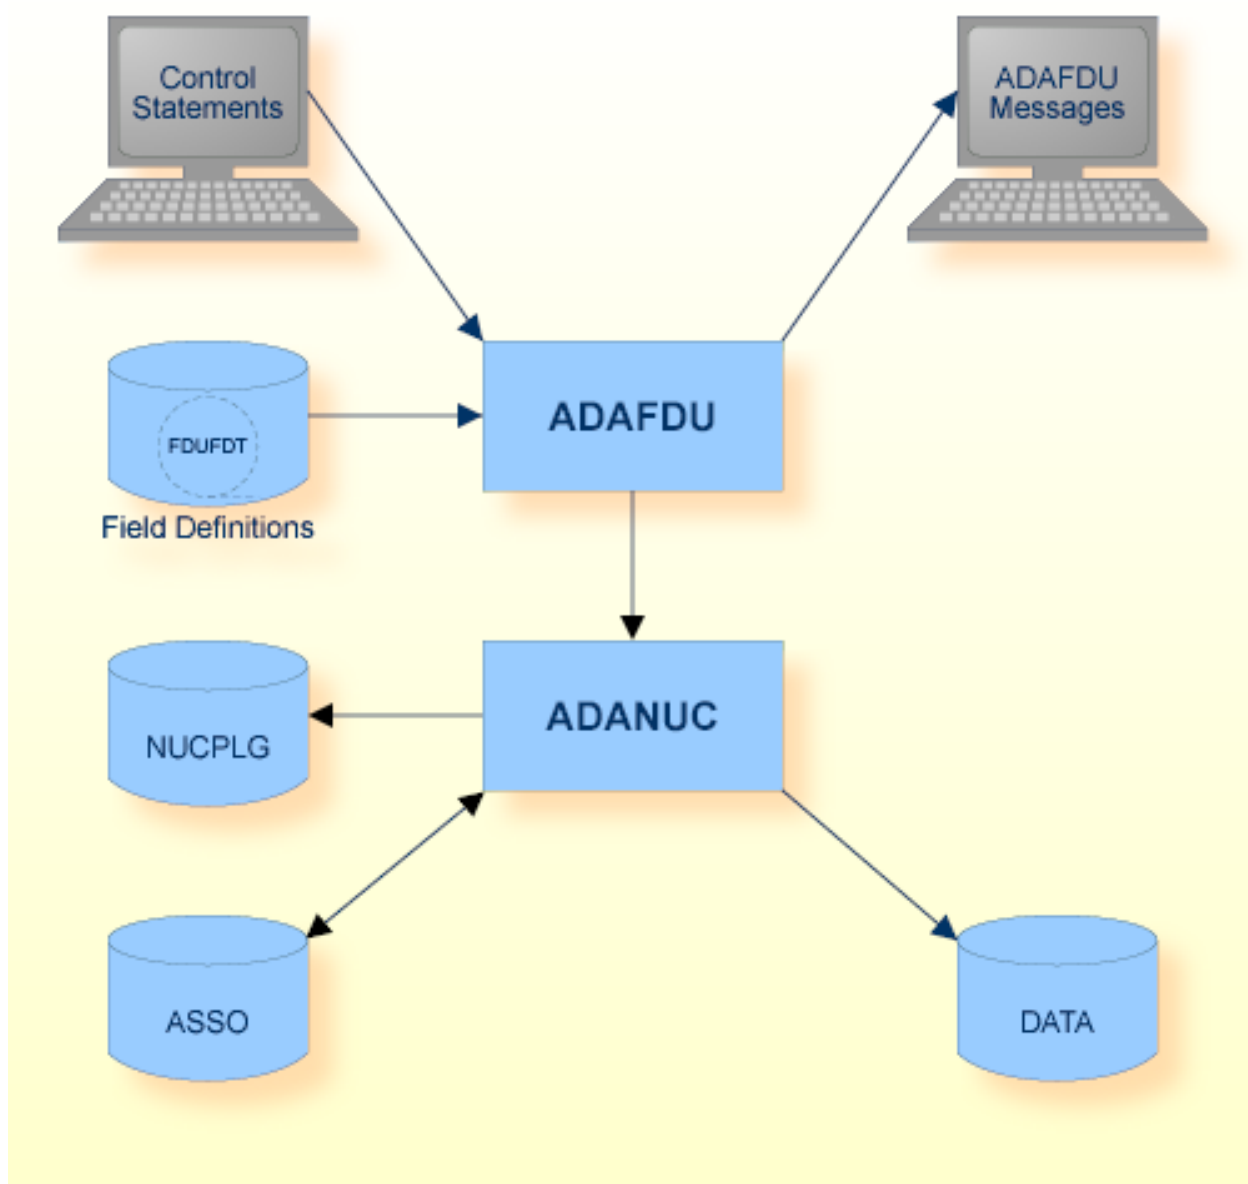 Control
Statements
ADAFDU
Messages
ADAFDU
FDUFDT
Field Definitions
ADANUC
NUCPLG
ASSO
DATA